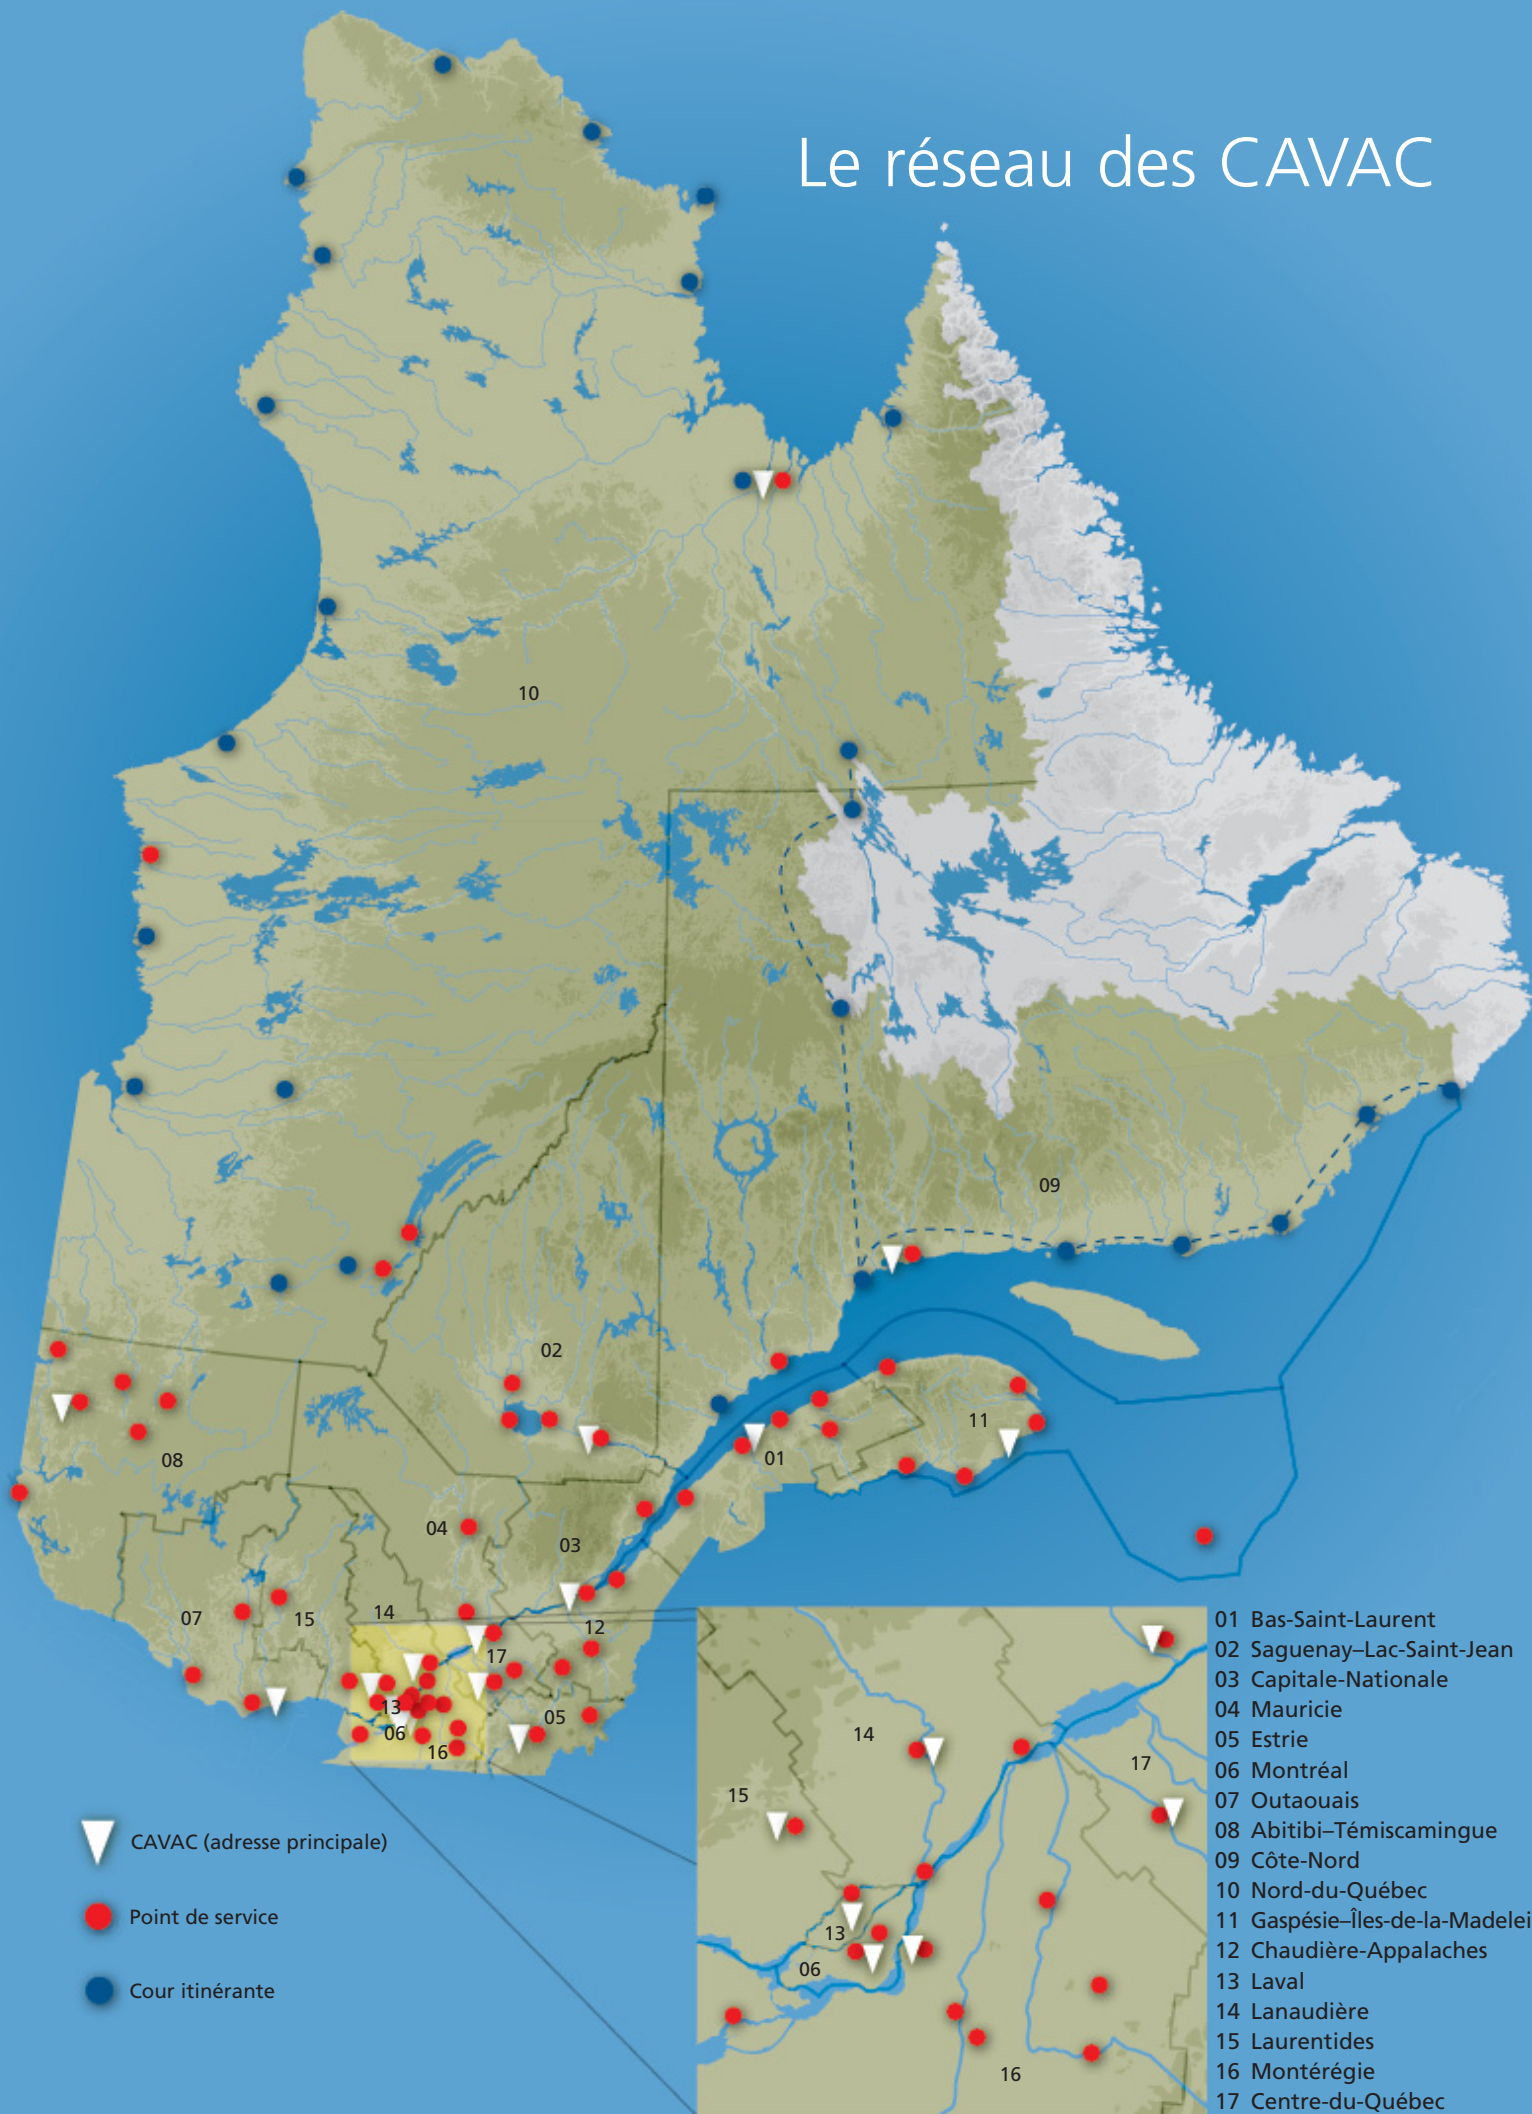 Le réseau des CAVAC
10
09
02
11
01
08
04
03
07
15
14
12
17
13
05
06
16
14
17
15
13
06
16
CAVAC (adresse principale)
Point de service
Cour itinérante
01 Bas-Saint-Laurent
02 Saguenay–Lac-Saint-Jean
03 Capitale-Nationale
04 Mauricie
05 Estrie
06 Montréal
07 Outaouais
08 Abitibi–Témiscamingue
09 Côte-Nord
10 Nord-du-Québec
11 Gaspésie–Îles-de-la-Madelei
12 Chaudière-Appalaches
13 Laval
14 Lanaudière
15 Laurentides
16 Montérégie
17 Centre-du-Québec